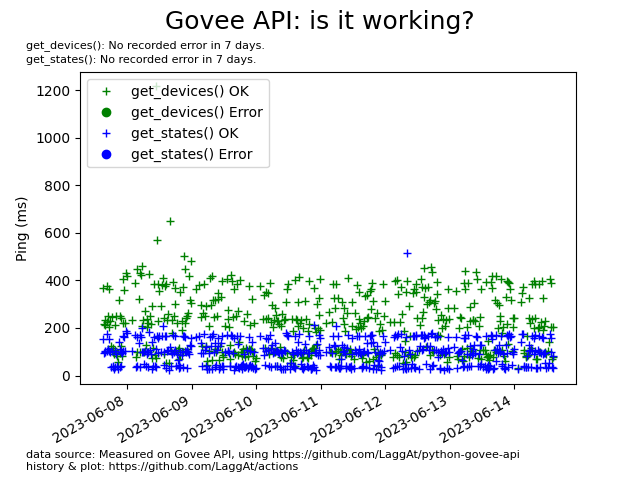 Govee API: is it working?
get_devices(): No recorded error in 7 days.
get_states(): No recorded error in 7 days.
get_devices() OK
get_devices() Error
get_states() OK
get_states() Error
1200
1000
800
600
400
200
0
Ping (ms)
2023-06-08
2023-06-09
2023-06-10
2023-06-11
2023-06-12
2023-06-13
2023-06-14
data source: Measured on Govee API, using https://github.com/LaggAt/python-govee-api
history & plot: https://github.com/LaggAt/actions